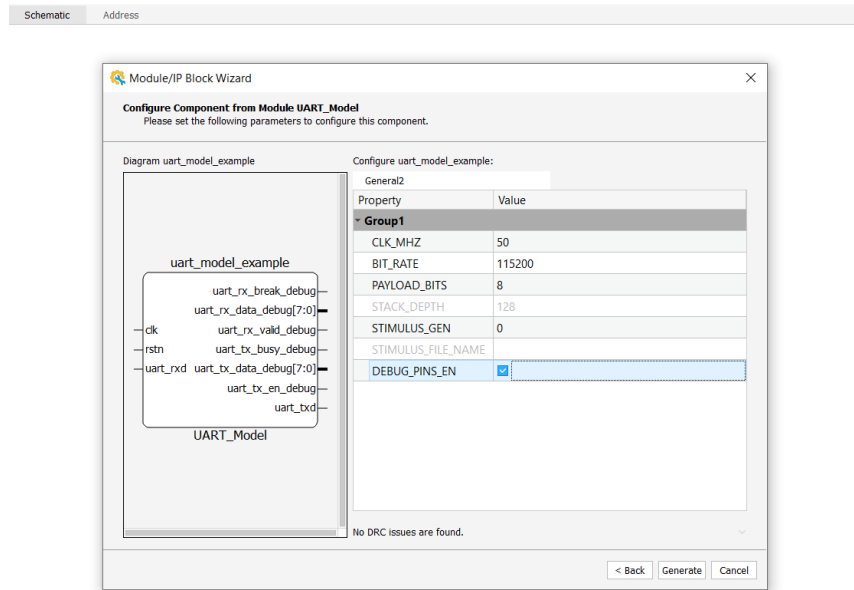 Schematic Address
Module/IP Block Wizard
Configure Component from Module UART_Model
Please set the following parameters to configure this component.
Diagram uart_model_example
uart_model_example
uart_rx_break_debug
uart_rx_data_debug[7:0]
clk uart_rx_valid_debug
rstn uart_tx_busy_debug
uart_rxd uart_tx_data_debug[7:0]
uart_tx_en_debug
uart_txd
UART_Model
Configure uart_model_example:
General2
Property Value
Group1
CLK_MHZ 50
BIT_RATE 115200
PAYLOAD_BITS 8
STACK_DEPTH 128
STIMULUS_GEN 0
STIMULUS_FILE_NAME
DEBUG_PINS_EN
No DRC issues are found.
< Back Generate Cancel